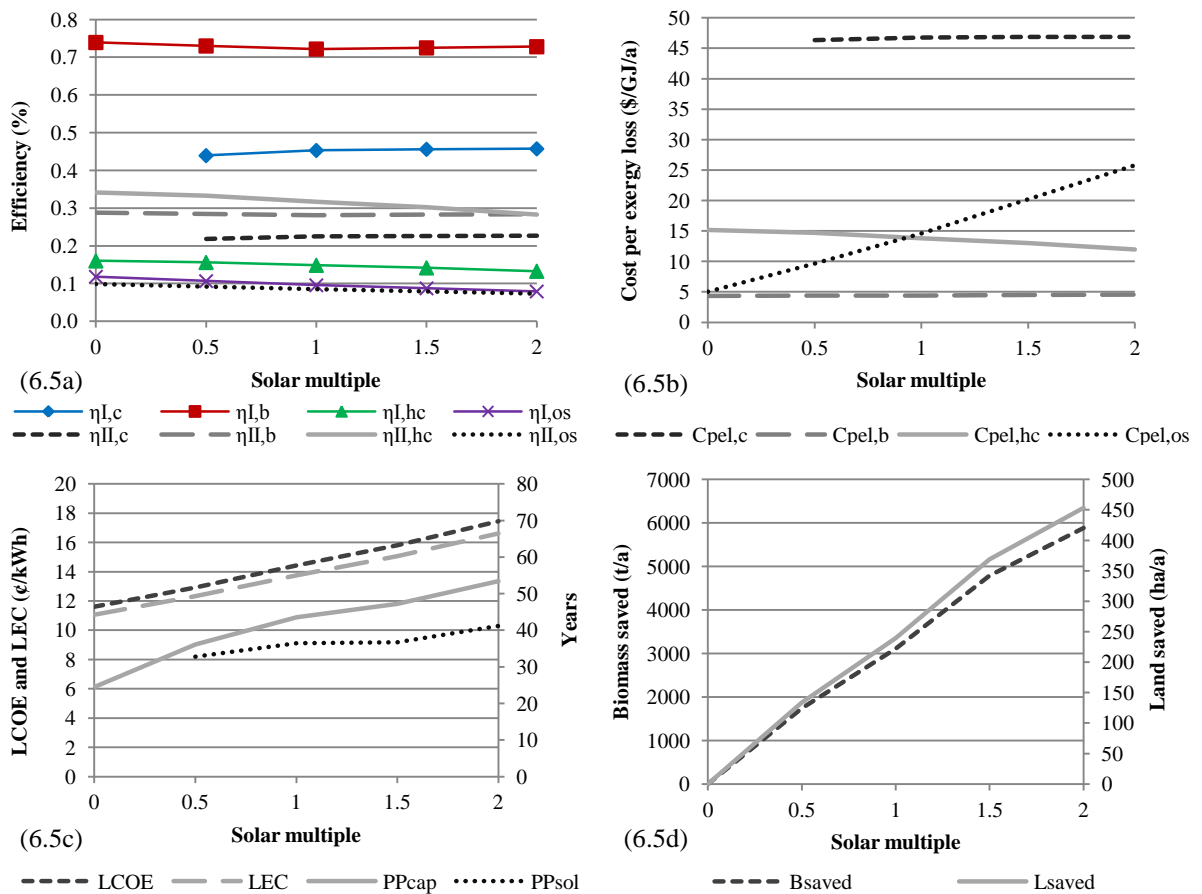 Efficiency (%)
0.8
0.7
0.6
0.5
0.4
0.3
0.2
0.1
0.0
0 0.5 1 1.5 2
(6.5a)
Solar multiple
ηI,c ηI,b ηI,hc ηI,os
ηII,c ηII,b ηII,hc ηII,os
Cost per exergy loss ($/GJ/a)
50
45
40
35
30
25
20
15
10
5
0
0 0.5 1 1.5 2
(6.5b)
Solar multiple
Cpel,c Cpel,b Cpel,hc Cpel,os
LCOE and LEC (¢/kWh)
20
18
16
14
12
10
8
6
4
2
0
80
70
60
50
40
30
20
10
0
Years
0 0.5 1 1.5 2
(6.5c)
Solar multiple
LCOE LEC PPcap PPsol
Biomass saved (t/a)
7000
6000
5000
4000
3000
2000
1000
0
500
450
400
350
300
250
200
150
100
50
0
Land saved (ha/a)
0 0.5 1 1.5 2
(6.5d)
Solar multiple
Bsaved Lsaved